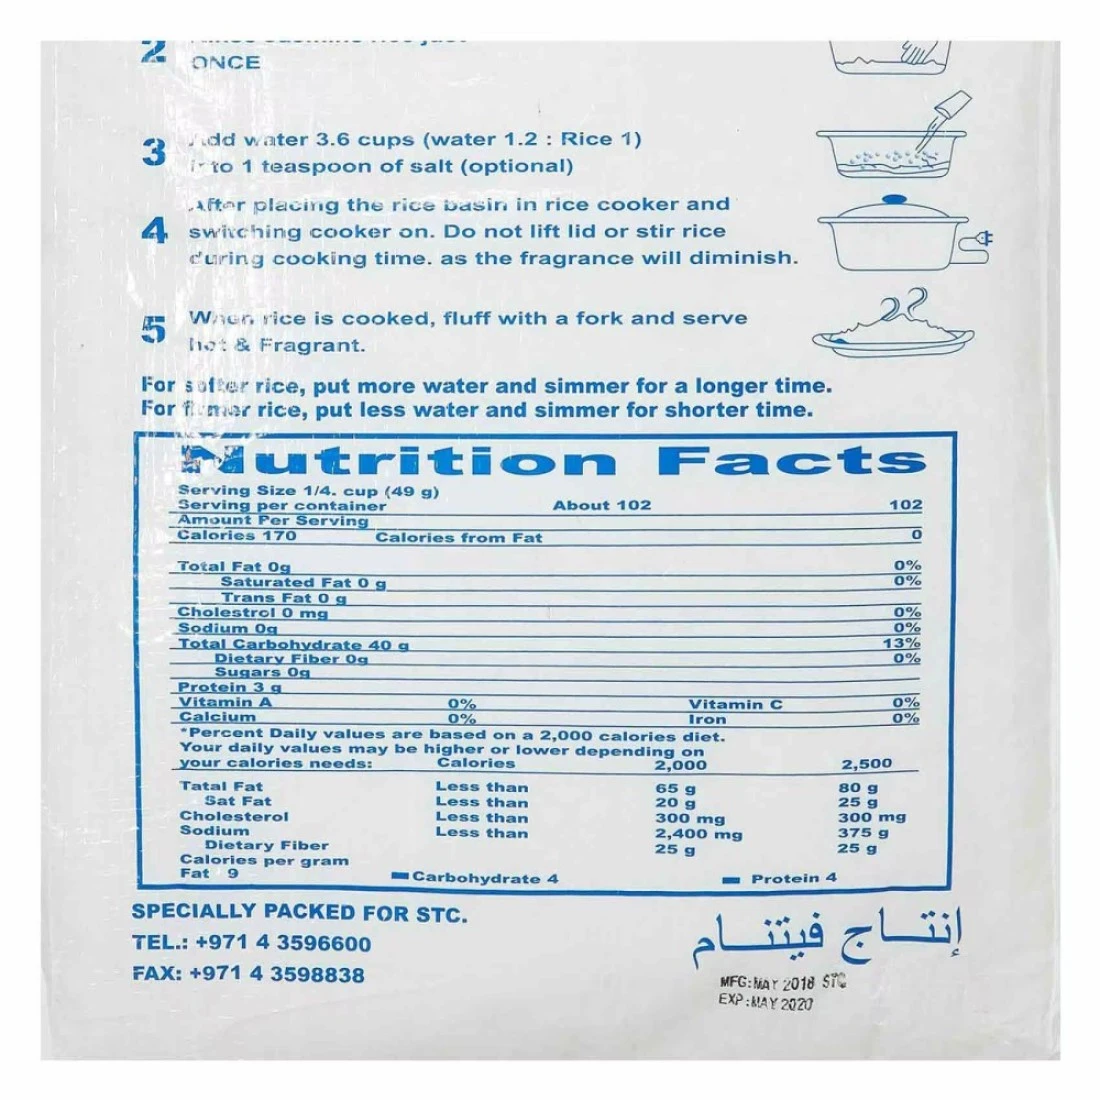 2
ONCE
3 Add water 3.6 cups (water 1.2 : Rice 1)
to 1 teaspoon of salt (optional)
4 After placing the rice basin in rice cooker and
switching cooker on. Do not lift lid or stir rice
during cooking time. as the fragrance will diminish.
5 When rice is cooked, fluff with a fork and serve
hot & Fragrant.
For softer rice, put more water and simmer for a longer time.
For firmer rice, put less water and simmer for shorter time.
Nutrition Facts
Serving Size 1/4. cup (49 g)
Serving per container About 102 102
Amount Per Serving
Calories 170 Calories from Fat 0
Total Fat 0g 0%
Saturated Fat 0 g 0%
Trans Fat 0 g
Cholestrol 0 mg 0%
Sodium 0g 0%
Total Carbohydrate 40 g 13%
Dietary Fiber 0g 0%
Sugars 0g
Protein 3 g
Vitamin A 0% Vitamin C 0%
Calcium 0% Iron 0%
*Percent Daily values are based on a 2,000 calories diet.
Your daily values may be higher or lower depending on
your calories needs: Calories 2,000 2,500
Tatal Fat Less than 65 g 80 g
Sat Fat Less than 20 g 25 g
Cholesterol Less than 300 mg 300 mg
Sodium Less than 2,400 mg 375 g
Dietary Fiber 25 g 25 g
Calories per gram
Fat 9 Carbohydrate 4 Protein 4
SPECIALLY PACKED FOR STC.
TEL.: +971 4 3596600
FAX: +971 4 3598838
إنتاج فيتنام
MFG:MAY 2018 STC
EXP:MAY 2020